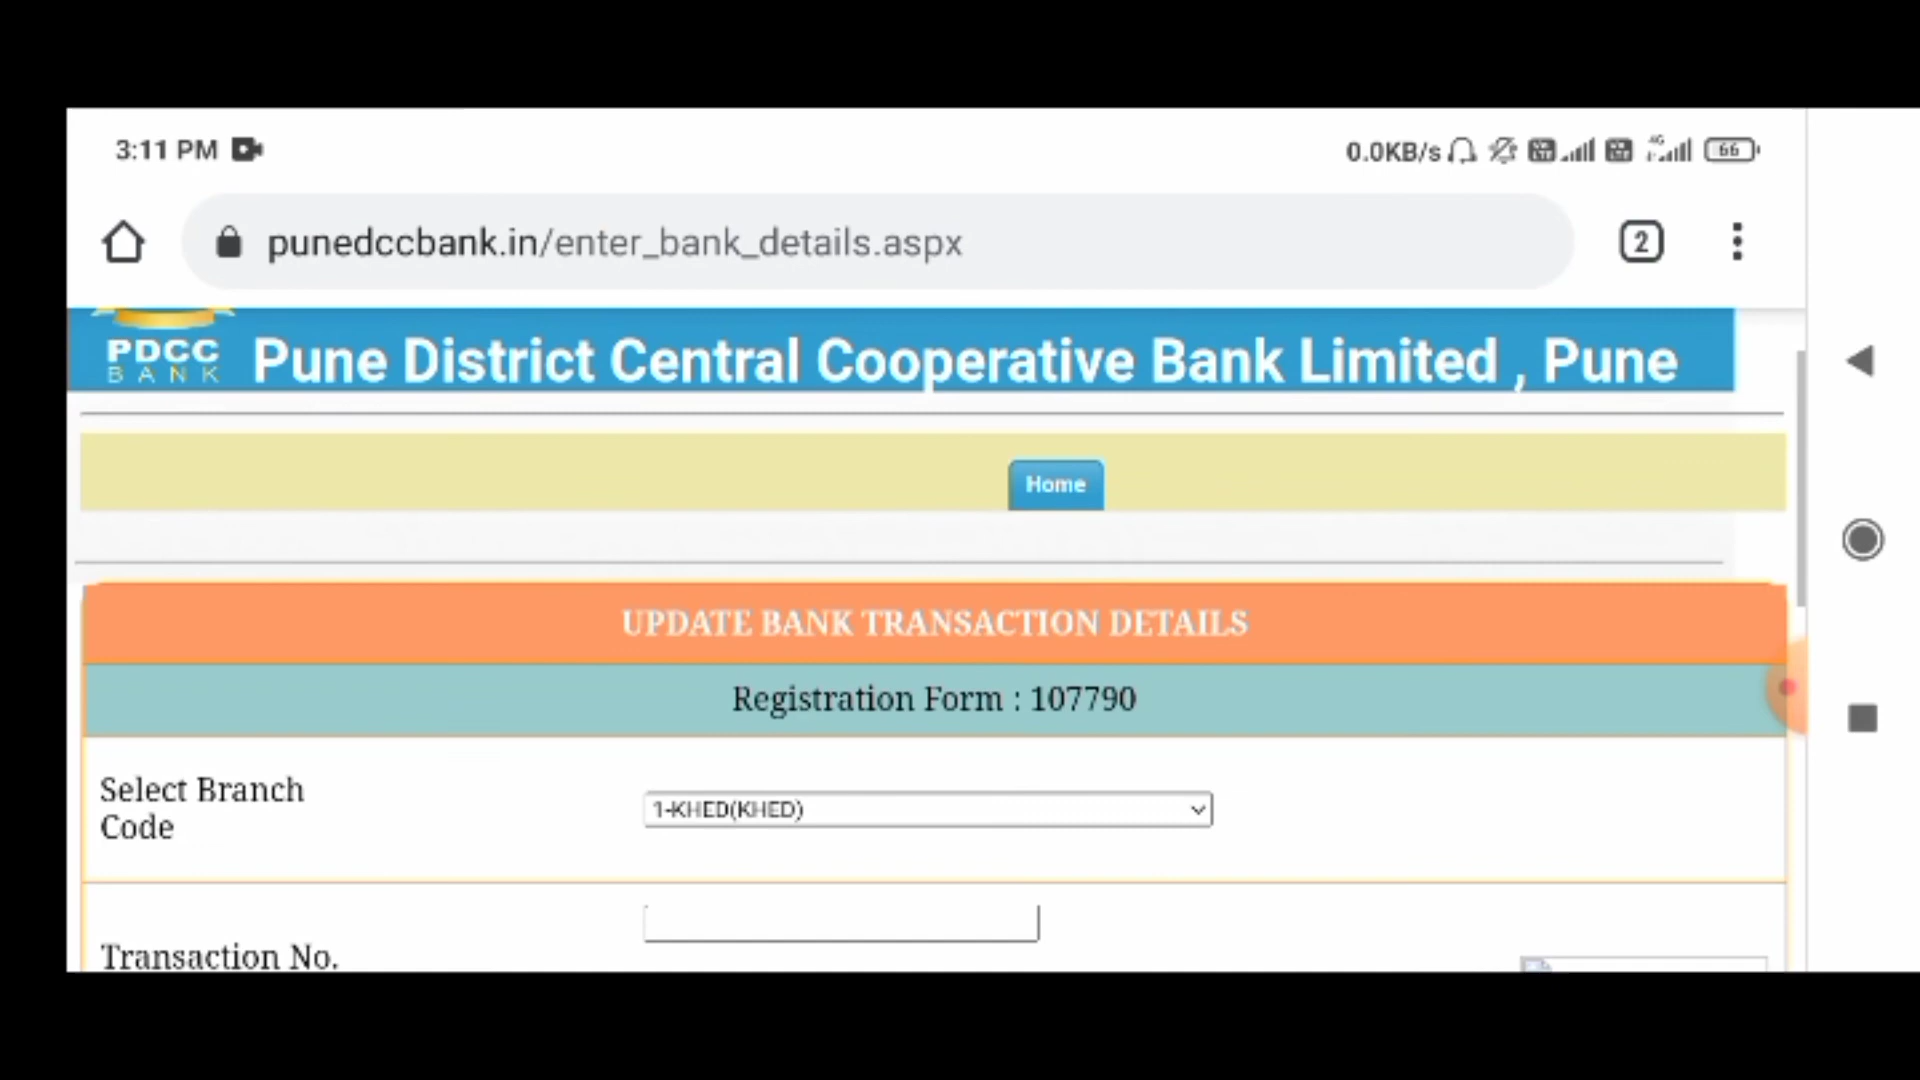 3:11 PM
0.0KB/s
4G
66
punedccbank.in/enter_bank_details.aspx
2
PDCC
BANK
Pune District Central Cooperative Bank Limited , Pune
Home
UPDATE BANK TRANSACTION DETAILS
Registration Form : 107790
Select Branch
Code
1-KHED(KHED)
Transaction No.